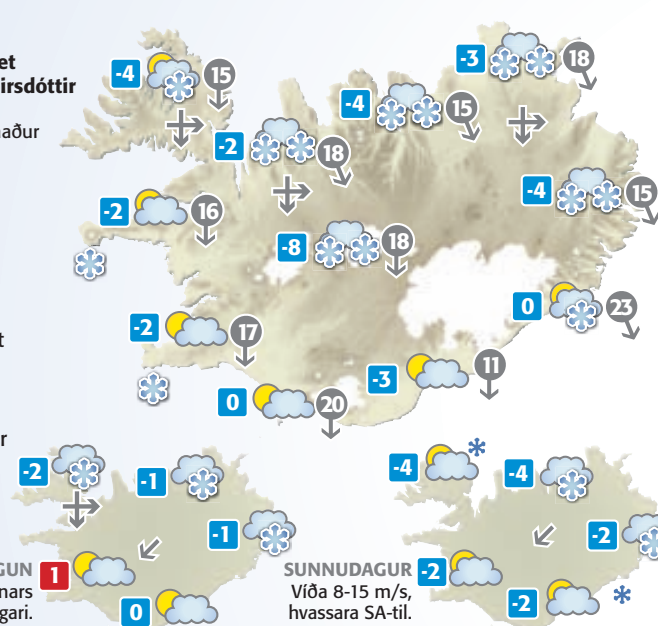 et
irsdóttir
aður
t
r
-4 15
-3 18
-4 15
-2 18
-4 15
-2 16
-8 18
0 23
-2 17
-3 11
0 20
-2
-1
-1
1
0
GUN
nars
gari.
-4
-4
-2
-2
-2
SUNNUDAGUR
Víða 8-15 m/s,
hvassara SA-til.